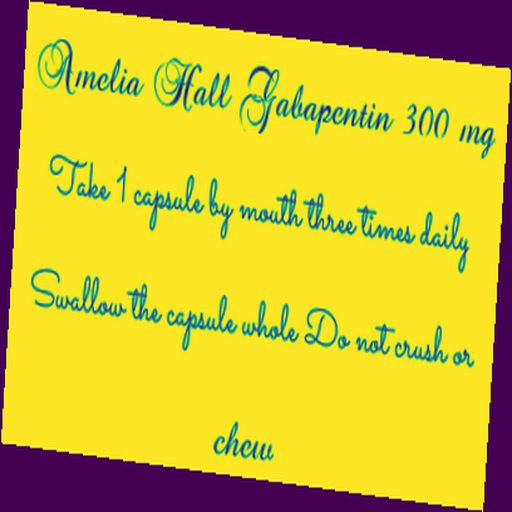 Amelia Hall Gabapentin 300 mg
Take 1 capsule by mouth three times daily
Swallow the capsule whole Do not crush or
chew